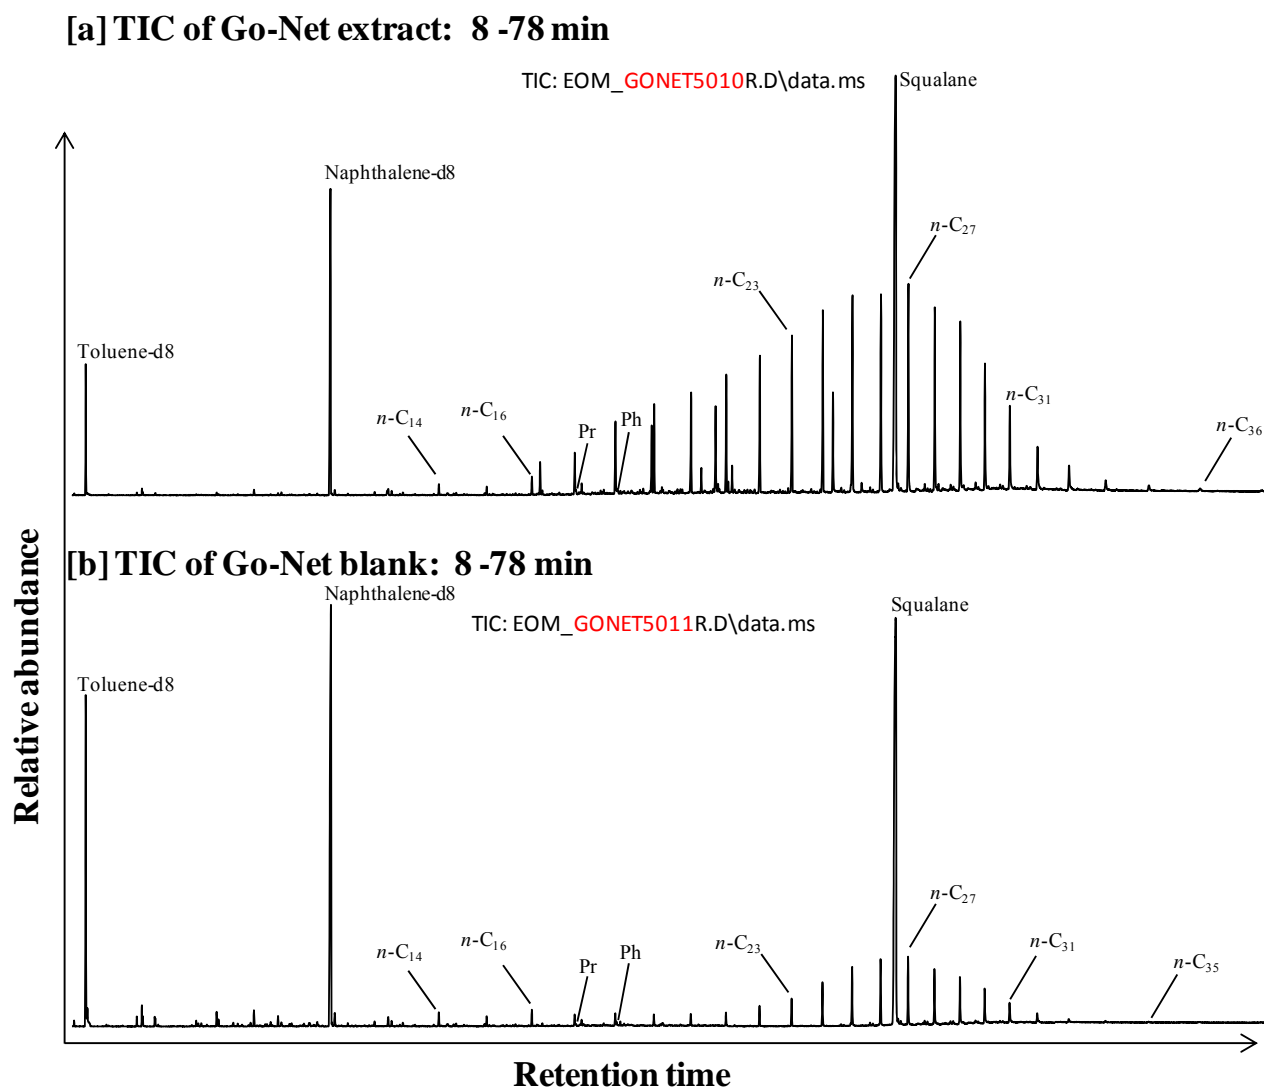 [a] TIC of Go-Net extract: 8 -78 min
TIC: EOM_GONET5010R.D\data.ms
Squalane
Naphthalene-d8
n-C27
n-C23
Toluene-d8
n-C14
n-C16
Pr
Ph
n-C31
n-C36
[b] TIC of Go-Net blank: 8 -78 min
Naphthalene-d8
TIC: EOM_GONET5011R.D\data.ms
Squalane
Toluene-d8
n-C27
n-C14
n-C16
Pr
Ph
n-C23
n-C31
n-C35
Relative abundance
Retention time